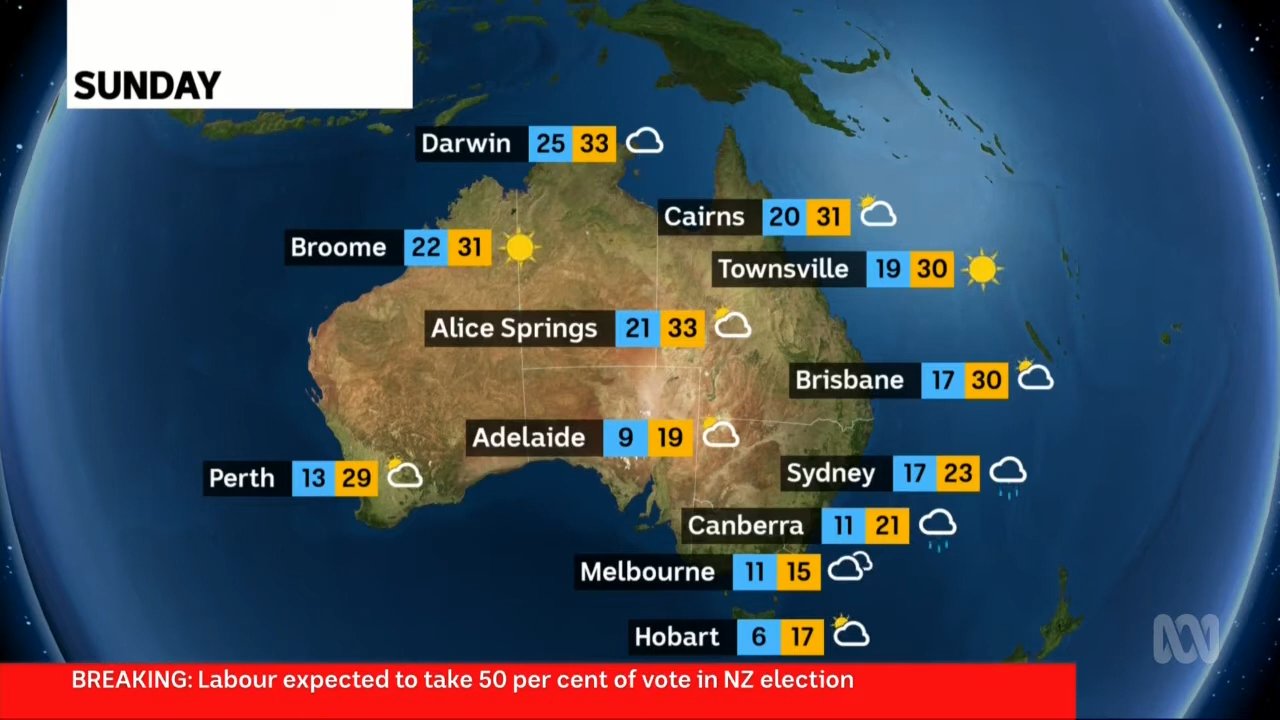 SUNDAY
Darwin 25 33
Cairns 20 31
Broome 22 31
Townsville 19 30
Alice Springs 21 33
Brisbane 17 30
Adelaide 9 19
Perth 13 29
Sydney 17 23
Canberra 11 21
Melbourne 11 15
Hobart 6 17
BREAKING: Labour expected to take 50 per cent of vote in NZ election